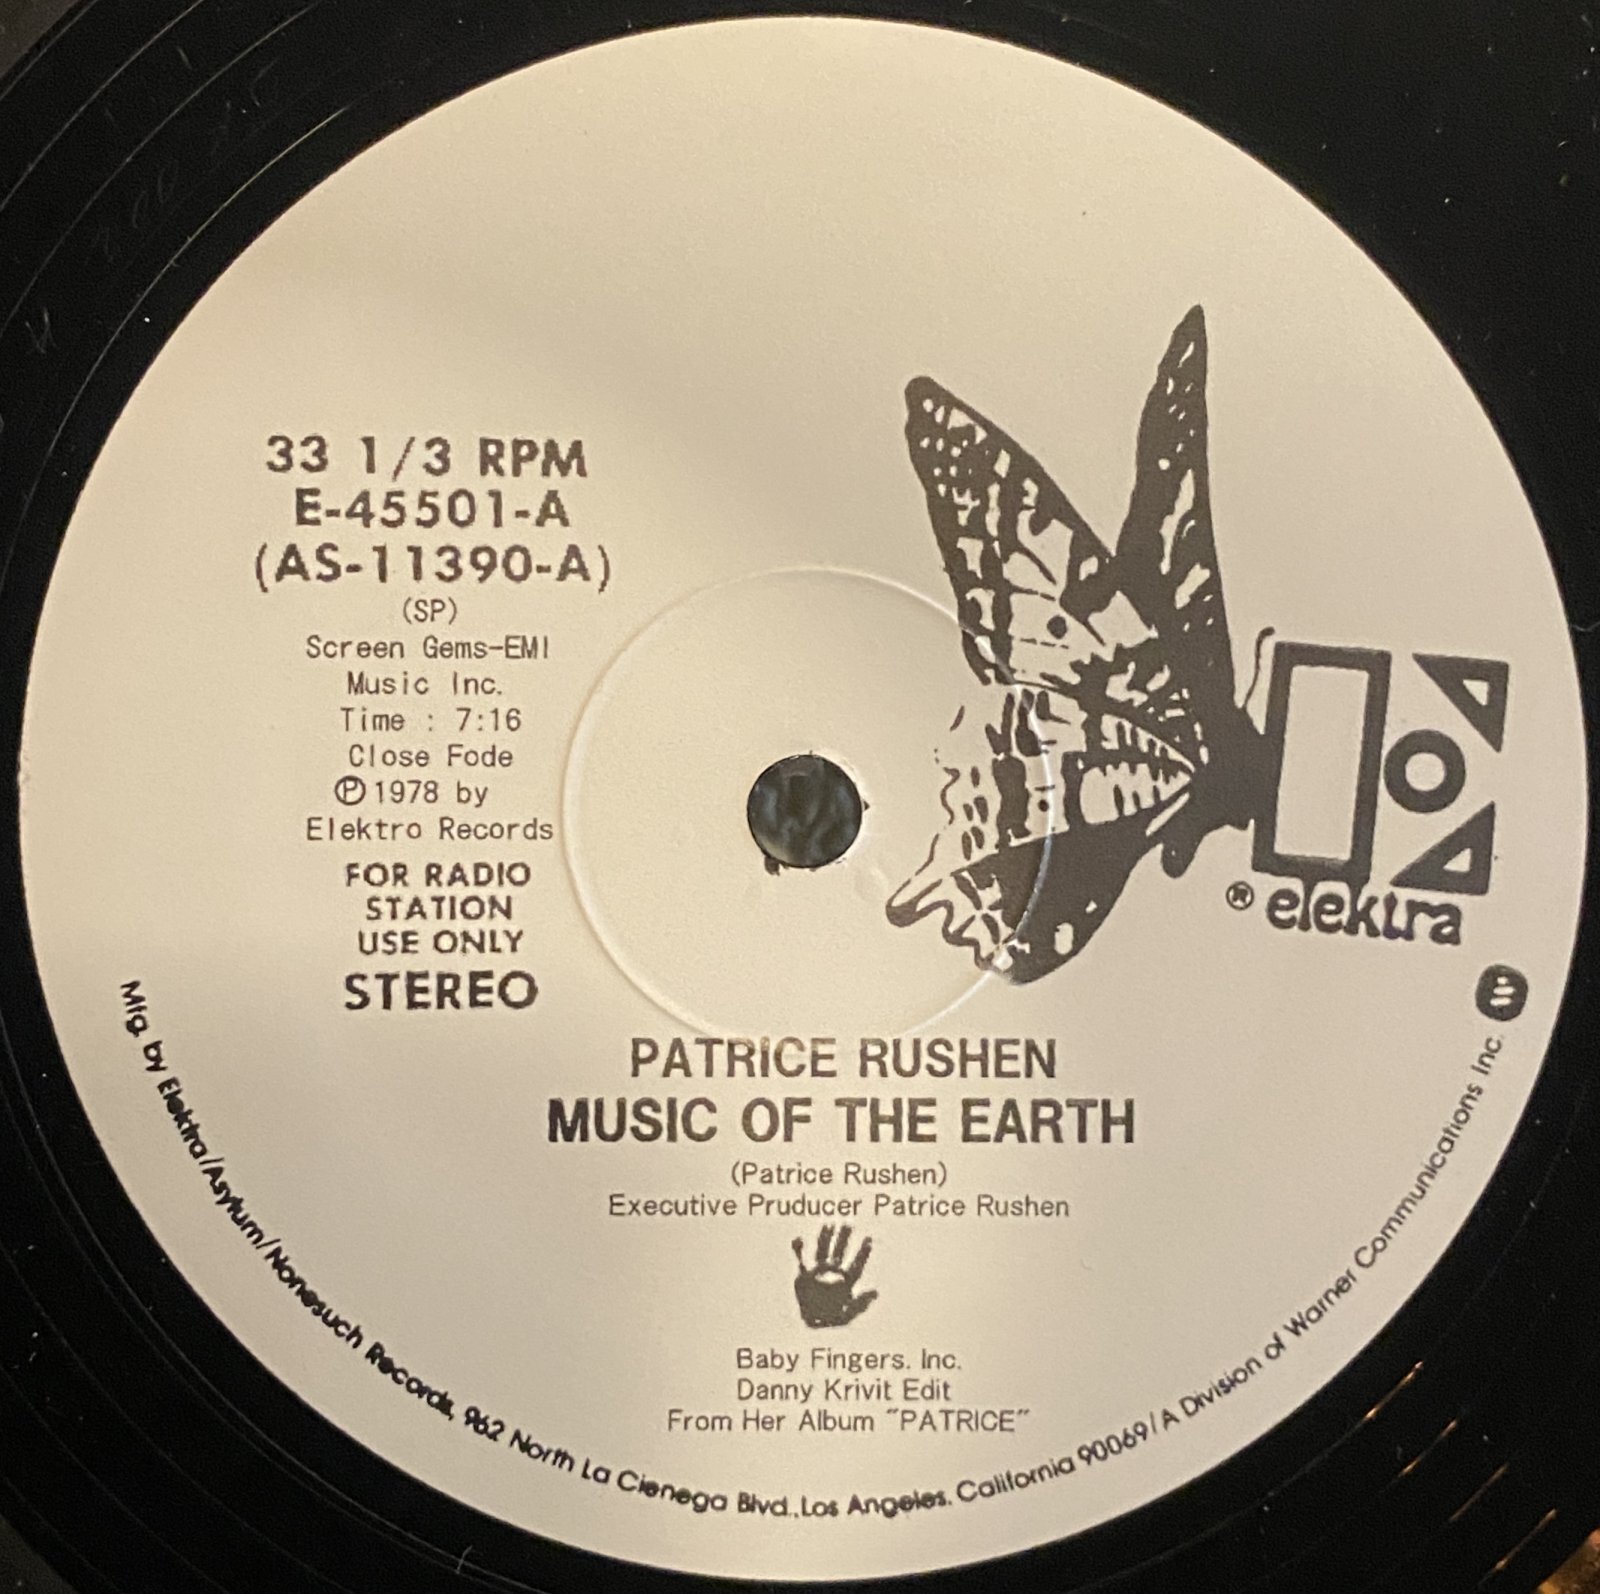 33 1/3 RPM
E-45501-A
(AS-11390-A)
(SP)
Screen Gems-EMI
Music Inc.
Time : 7:16
Close Fode
Ⓟ1978 by
Elektro Records
FOR RADIO
STATION
USE ONLY
STEREO
® elektra
PATRICE RUSHEN
MUSIC OF THE EARTH
(Patrice Rushen)
Executive Pruducer Patrice Rushen
Baby Fingers. Inc.
Danny Krivit Edit
From Her Album "PATRICE"
Mfg. by Elektra/Asylum/Nonesuch Records, 962 North La Cienega Blvd., Los Angeles, California 90069/A Division of Warner Communications Inc.